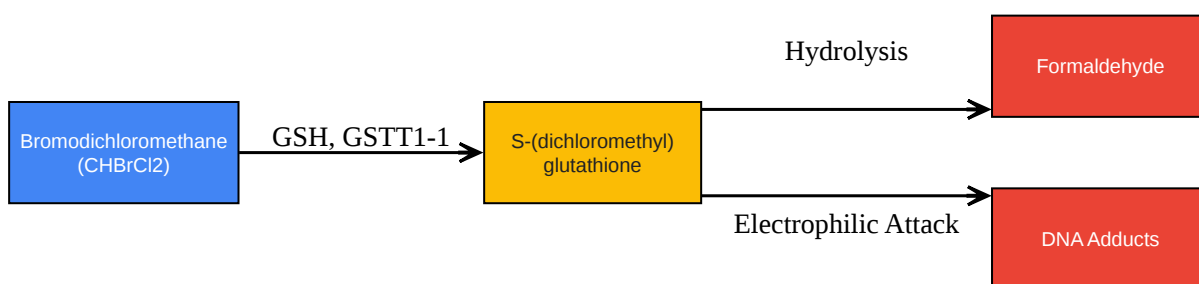 Bromodichloromethane
(CHBrCl2)
GSH, GSTT1-1
S-(dichloromethyl)
glutathione
Hydrolysis
Formaldehyde
Electrophilic Attack
DNA Adducts